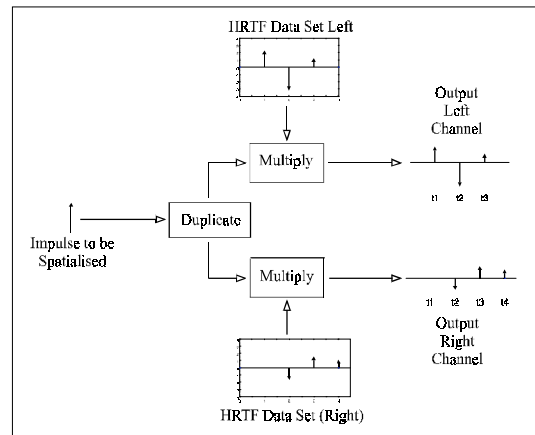 HRTF Data Set Left
Multiply
Output
Left
Channel
t1 t2 t3
Duplicate
Impulse to be
Spatialised
Multiply
t1 t2 t3 t4
Output
Right
Channel
HRTF Data Set (Right)